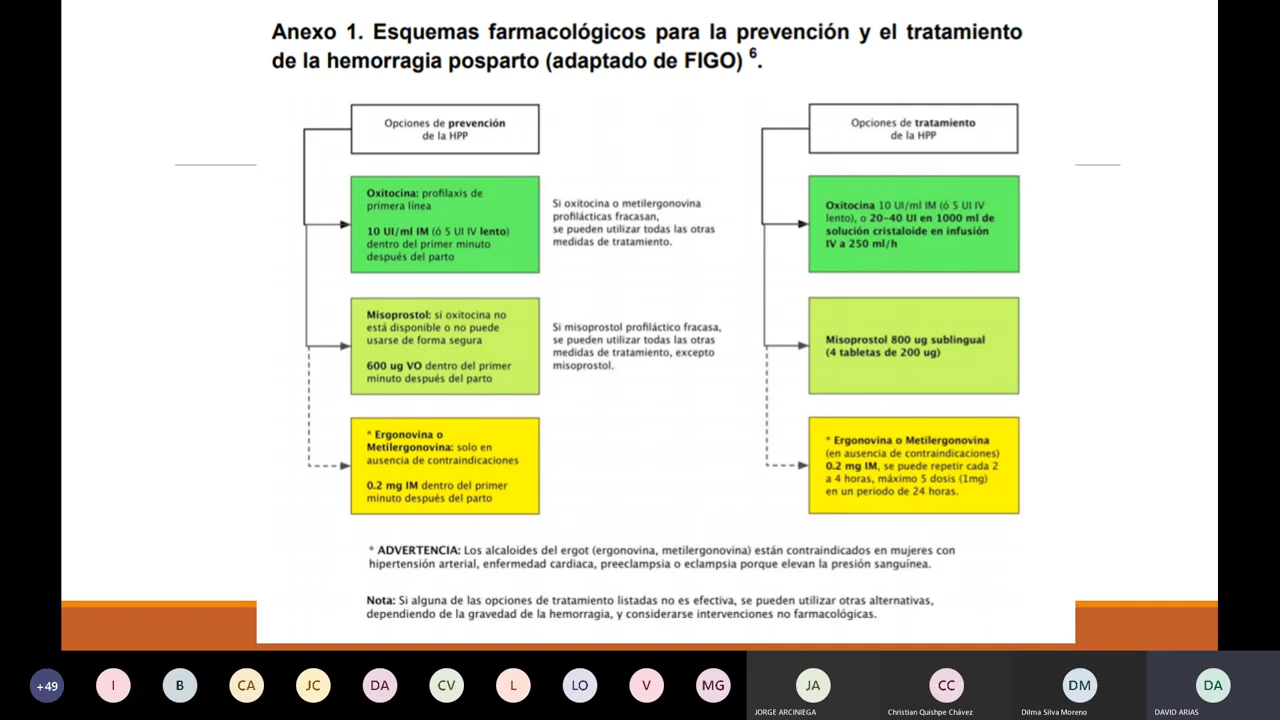 Anexo 1. Esquemas farmacológicos para la prevención y el tratamiento
de la hemorragia posparto (adaptado de FIGO) 6.
Opciones de prevención
de la HPP
Oxitocina: profilaxis de
primera línea
10 UI/ml IM (ó 5 UI IV lento)
dentro del primer minuto
después del parto
Si oxitocina o metilergonovina
profilácticas fracasan,
se pueden utilizar todas las otras
medidas de tratamiento.
Misoprostol: si oxitocina no
está disponible o no puede
usarse de forma segura
600 ug VO dentro del primer
minuto después del parto
Si misoprostol profiláctico fracasa,
se pueden utilizar todas las otras
medidas de tratamiento, excepto
misoprostol.
* Ergonovina o
Metilergonovina: solo en
ausencia de contraindicaciones
0.2 mg IM dentro del primer
minuto después del parto
Opciones de tratamiento
de la HPP
Oxitocina 10 UI/ml IM (ó 5 UI IV
lento), o 20-40 UI en 1000 ml de
solución cristaloide en infusión
IV a 250 ml/h
Misoprostol 800 ug sublingual
(4 tabletas de 200 ug)
* Ergonovina o Metilergonovina
(en ausencia de contraindicaciones)
0.2 mg IM, se puede repetir cada 2
a 4 horas, máximo 5 dosis (1mg)
en un periodo de 24 horas.
* ADVERTENCIA: Los alcaloides del ergot (ergonovina, metilergonovina) están contraindicados en mujeres con
hipertensión arterial, enfermedad cardiaca, preeclampsia o eclampsia porque elevan la presión sanguínea.
Nota: Si alguna de las opciones de tratamiento listadas no es efectiva, se pueden utilizar otras alternativas,
dependiendo de la gravedad de la hemorragia, y considerarse intervenciones no farmacológicas.
+49 I B CA JC DA CV L LO V MG JA CC DM DA
JORGE ARCINIEGA Christian Quishpe Chávez Dilma Silva Moreno DAVID ARIAS